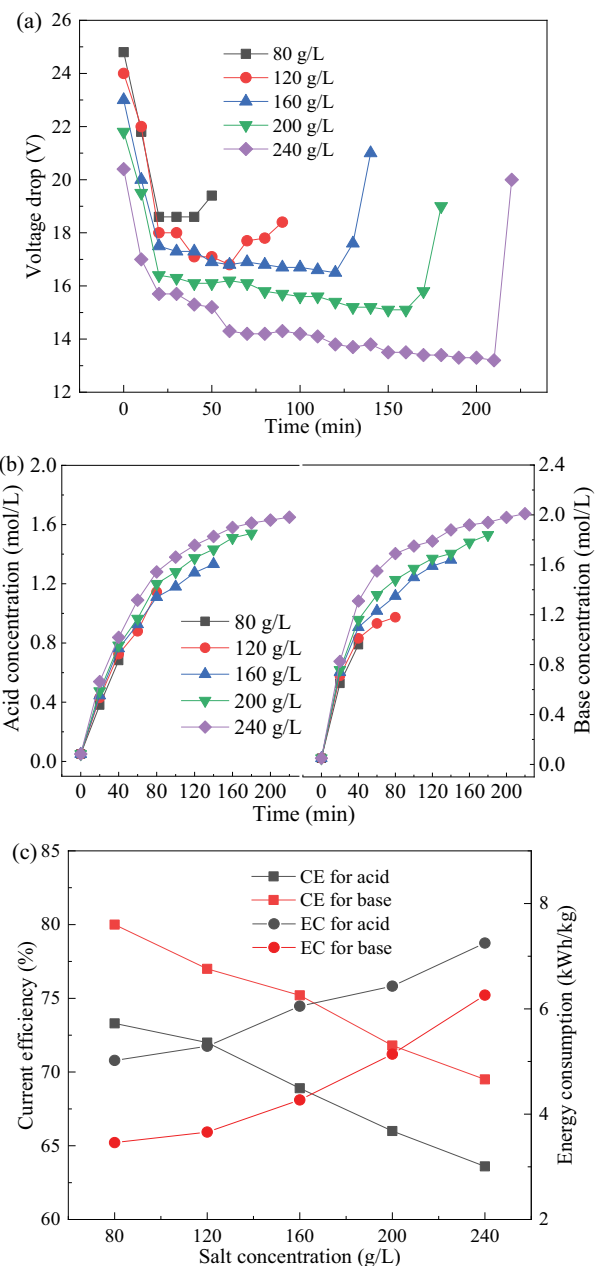 (a)
80 g/L
120 g/L
160 g/L
200 g/L
240 g/L
Voltage drop (V)
26
24
22
20
18
16
14
12
0
50
100
150
200
Time (min)
(b)
Acid concentration (mol/L)
2.0
1.6
1.2
0.8
0.4
0.0
80 g/L
120 g/L
160 g/L
200 g/L
240 g/L
Base concentration (mol/L)
2.4
2.0
1.6
1.2
0.8
0.4
0.0
0 40 80 120 160 200
0 40 80 120 160 200
Time (min)
(c)
CE for acid
CE for base
EC for acid
EC for base
Current efficiency (%)
85
80
75
70
65
60
Energy consumption (kWh/kg)
8
6
4
2
80
120
160
200
240
Salt concentration (g/L)